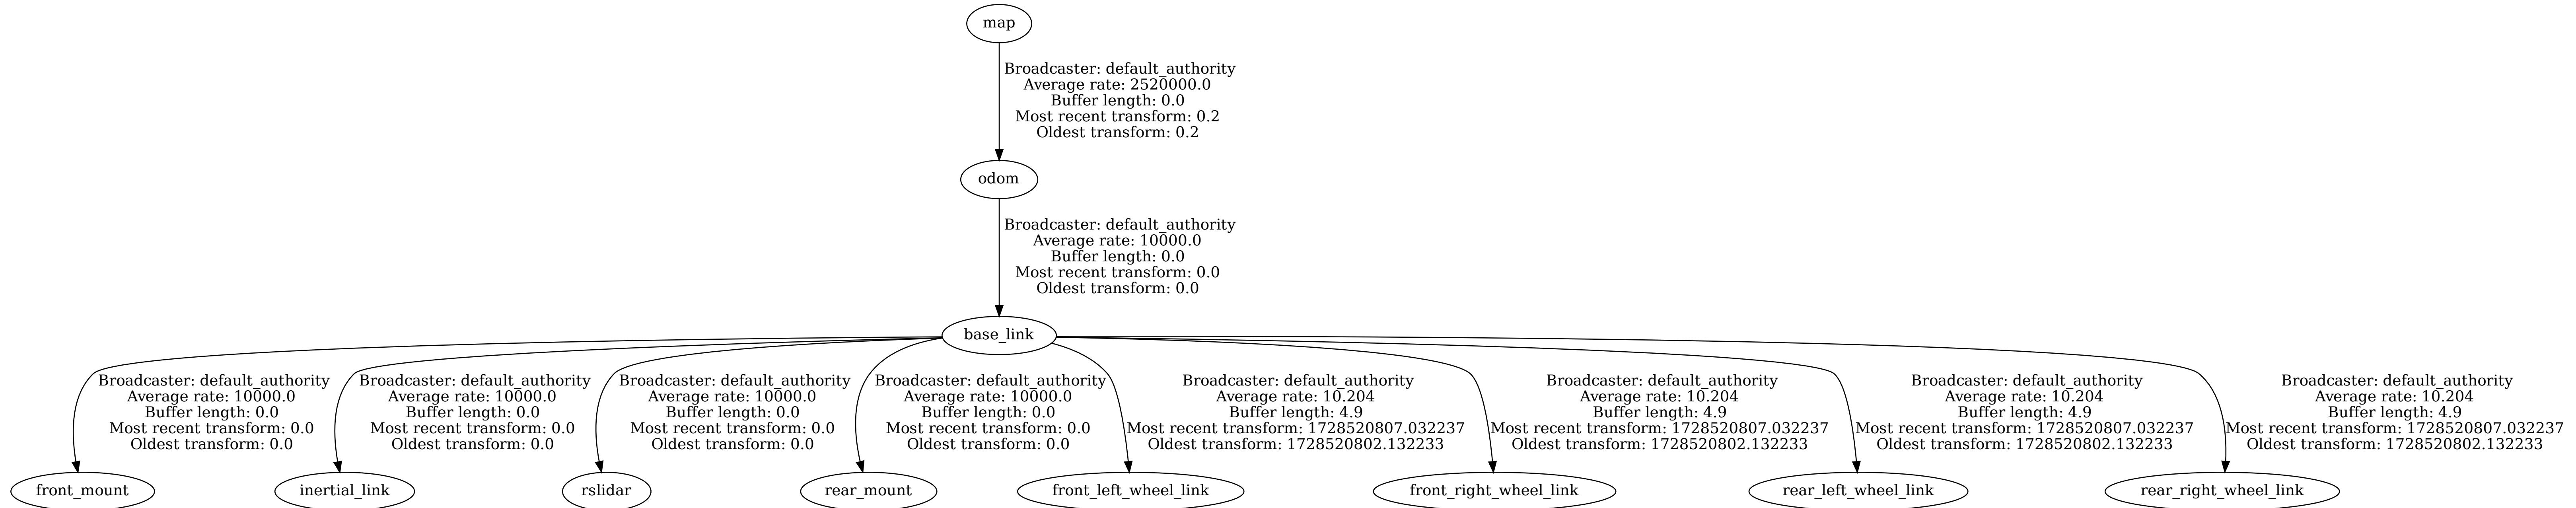 map
Broadcaster: default_authority
Average rate: 2520000.0
Buffer length: 0.0
Most recent transform: 0.2
Oldest transform: 0.2
odom
Broadcaster: default_authority
Average rate: 10000.0
Buffer length: 0.0
Most recent transform: 0.0
Oldest transform: 0.0
base_link
Broadcaster: default_authority
Average rate: 10000.0
Buffer length: 0.0
Most recent transform: 0.0
Oldest transform: 0.0
Broadcaster: default_authority
Average rate: 10000.0
Buffer length: 0.0
Most recent transform: 0.0
Oldest transform: 0.0
Broadcaster: default_authority
Average rate: 10000.0
Buffer length: 0.0
Most recent transform: 0.0
Oldest transform: 0.0
Broadcaster: default_authority
Average rate: 10000.0
Buffer length: 0.0
Most recent transform: 0.0
Oldest transform: 0.0
Broadcaster: default_authority
Average rate: 10.204
Buffer length: 4.9
Most recent transform: 1728520807.032237
Oldest transform: 1728520802.132233
Broadcaster: default_authority
Average rate: 10.204
Buffer length: 4.9
Most recent transform: 1728520807.032237
Oldest transform: 1728520802.132233
Broadcaster: default_authority
Average rate: 10.204
Buffer length: 4.9
Most recent transform: 1728520807.032237
Oldest transform: 1728520802.132233
Broadcaster: default_authority
Average rate: 10.204
Buffer length: 4.9
Most recent transform: 1728520807.032237
Oldest transform: 1728520802.132233
front_mount
inertial_link
rslidar
rear_mount
front_left_wheel_link
front_right_wheel_link
rear_left_wheel_link
rear_right_wheel_link